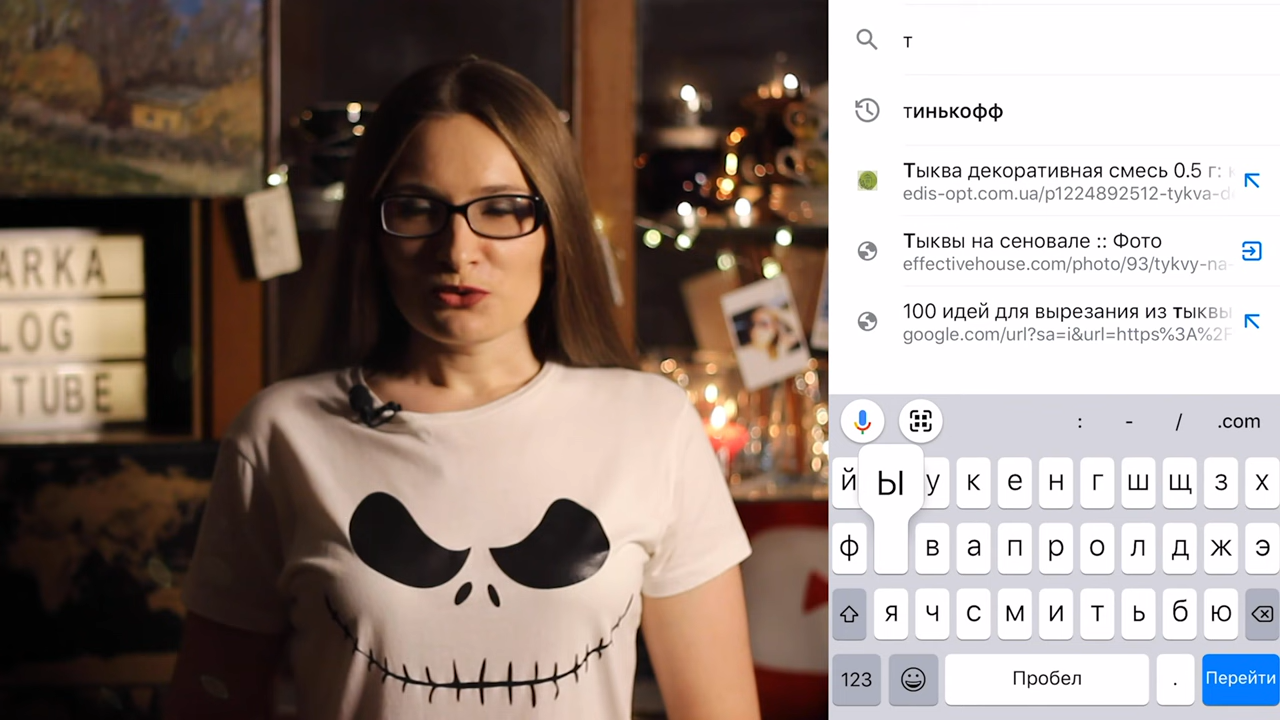 ARKA
LOG
UTUBE
т
тинькофф
Тыква декоративная смесь 0.5 г:
edis-opt.com.ua/p1224892512-tykva-d
Тыквы на сеновале :: Фото
effectivehouse.com/photo/93/tykvy-na-
100 идей для вырезания из тыквы
google.com/url?sa=i&url=https%3A%2F
: - / .com
й Ы у к е н г ш щ з х
ф в а п р о л д ж э
я ч с м и т ь б ю
123 Пробел . Перейти